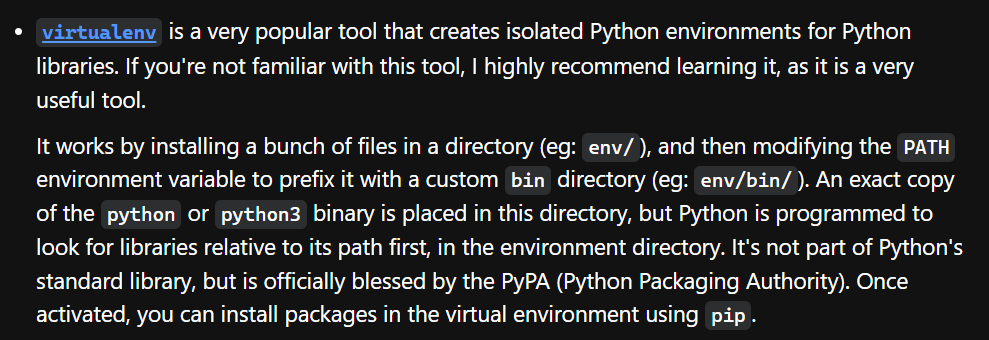 • virtualenv is a very popular tool that creates isolated Python environments for Python
libraries. If you're not familiar with this tool, I highly recommend learning it, as it is a very
useful tool.
It works by installing a bunch of files in a directory (eg: env/), and then modifying the PATH
environment variable to prefix it with a custom bin directory (eg: env/bin/). An exact copy
of the python or python3 binary is placed in this directory, but Python is programmed to
look for libraries relative to its path first, in the environment directory. It's not part of Python's
standard library, but is officially blessed by the PyPA (Python Packaging Authority). Once
activated, you can install packages in the virtual environment using pip.